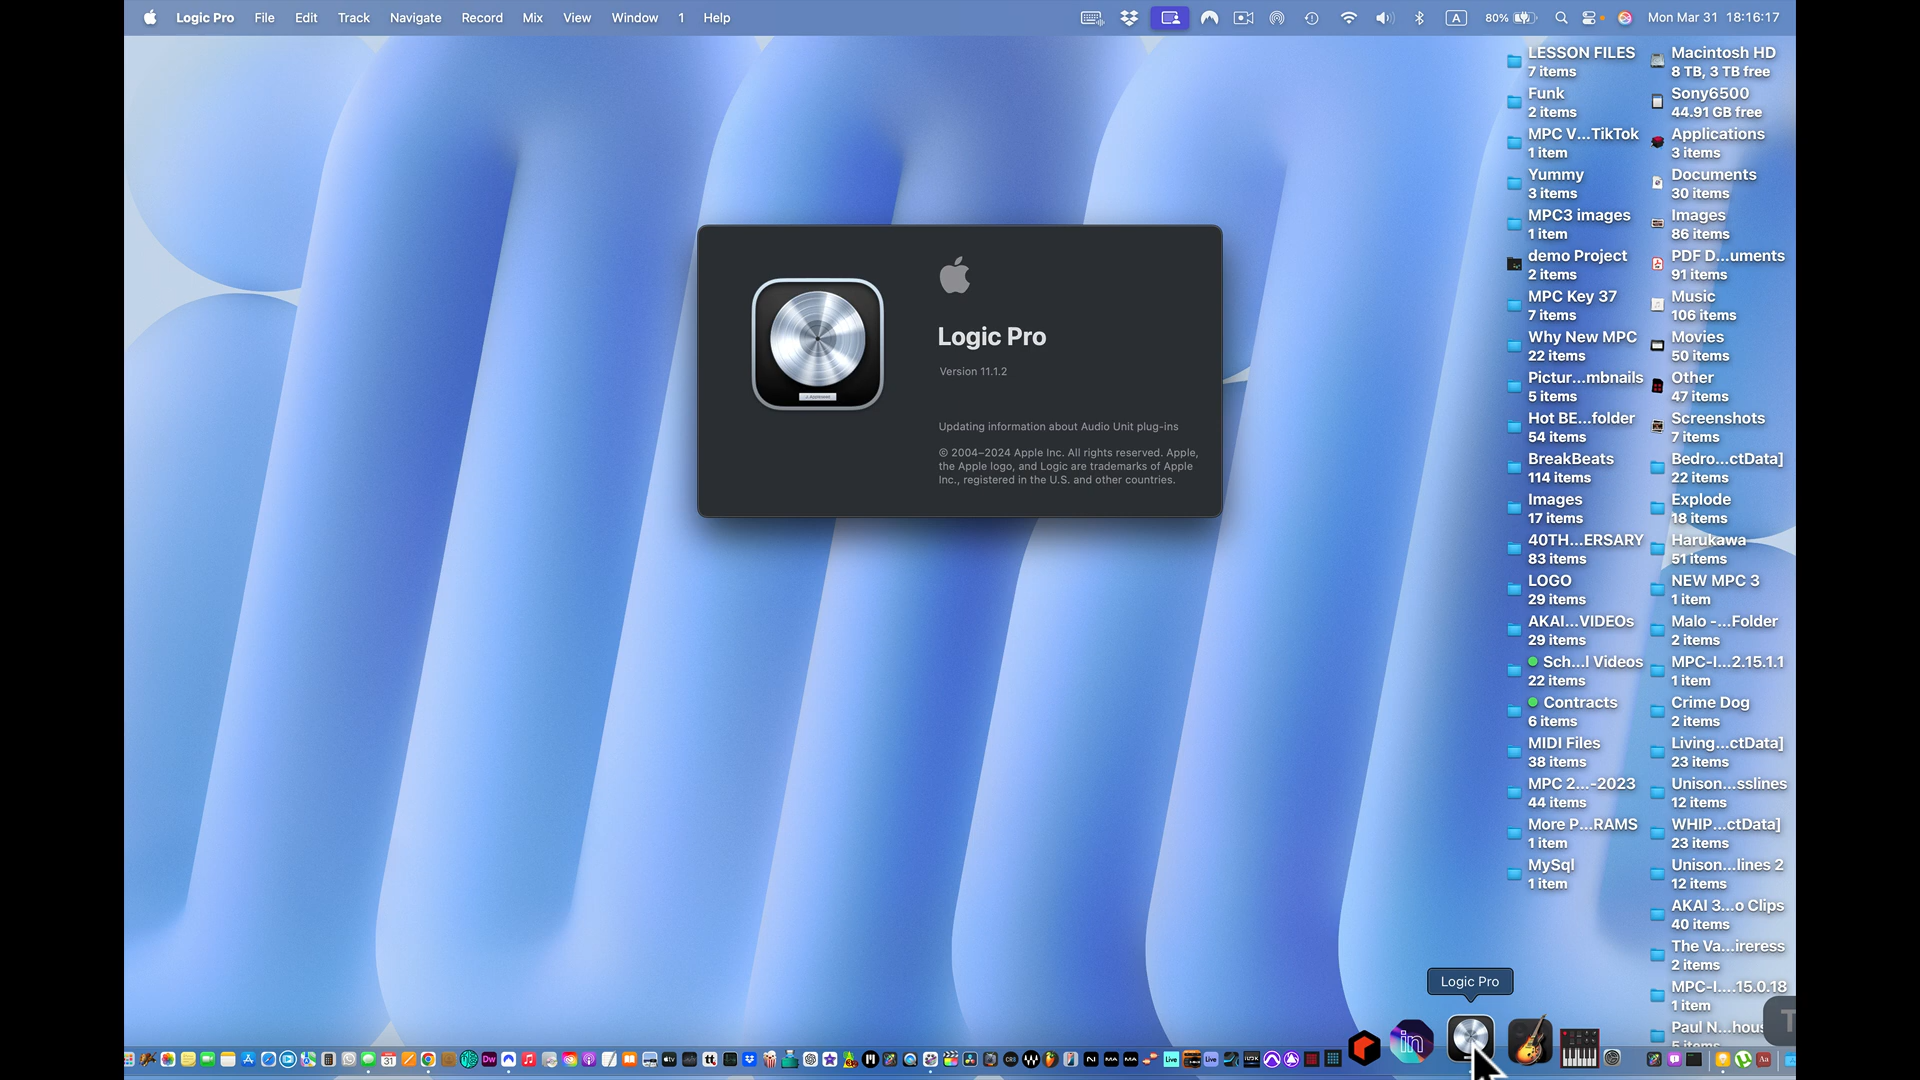 Logic Pro File Edit Track Navigate Record Mix View Window 1 Help
A 80% Mon Mar 31 18:16:17
LESSON FILES
7 items
Funk
2 items
MPC V...TikTok
1 item
Yummy
3 items
MPC3 images
1 item
demo Project
2 items
MPC Key 37
7 items
Why New MPC
22 items
Pictur...mbnails
5 items
Hot BE...folder
54 items
BreakBeats
114 items
Images
17 items
40TH...ERSARY
83 items
LOGO
29 items
AKAI...VIDEOs
29 items
Sch...l Videos
22 items
Contracts
6 items
MIDI Files
38 items
MPC 2...-2023
44 items
More P...RAMS
1 item
MySql
1 item
Macintosh HD
8 TB, 3 TB free
Sony6500
44.91 GB free
Applications
3 items
Documents
30 items
Images
86 items
PDF D...uments
91 items
Music
106 items
Movies
50 items
Other
47 items
Screenshots
7 items
Bedro...ctData]
22 items
Explode
18 items
Harukawa
51 items
NEW MPC 3
1 item
Malo -...Folder
2 items
MPC-I...2.15.1.1
1 item
Crime Dog
2 items
Living...ctData]
23 items
Unison...sslines
12 items
WHIP...ctData]
23 items
Unison...lines 2
12 items
AKAI 3...o Clips
40 items
The Va...ireress
2 items
MPC-I....15.0.18
1 item
Paul N...hous
Logic Pro
Version 11.1.2
Updating information about Audio Unit plug-ins
© 2004–2024 Apple Inc. All rights reserved. Apple,
the Apple logo, and Logic are trademarks of Apple
Inc., registered in the U.S. and other countries.
Logic Pro